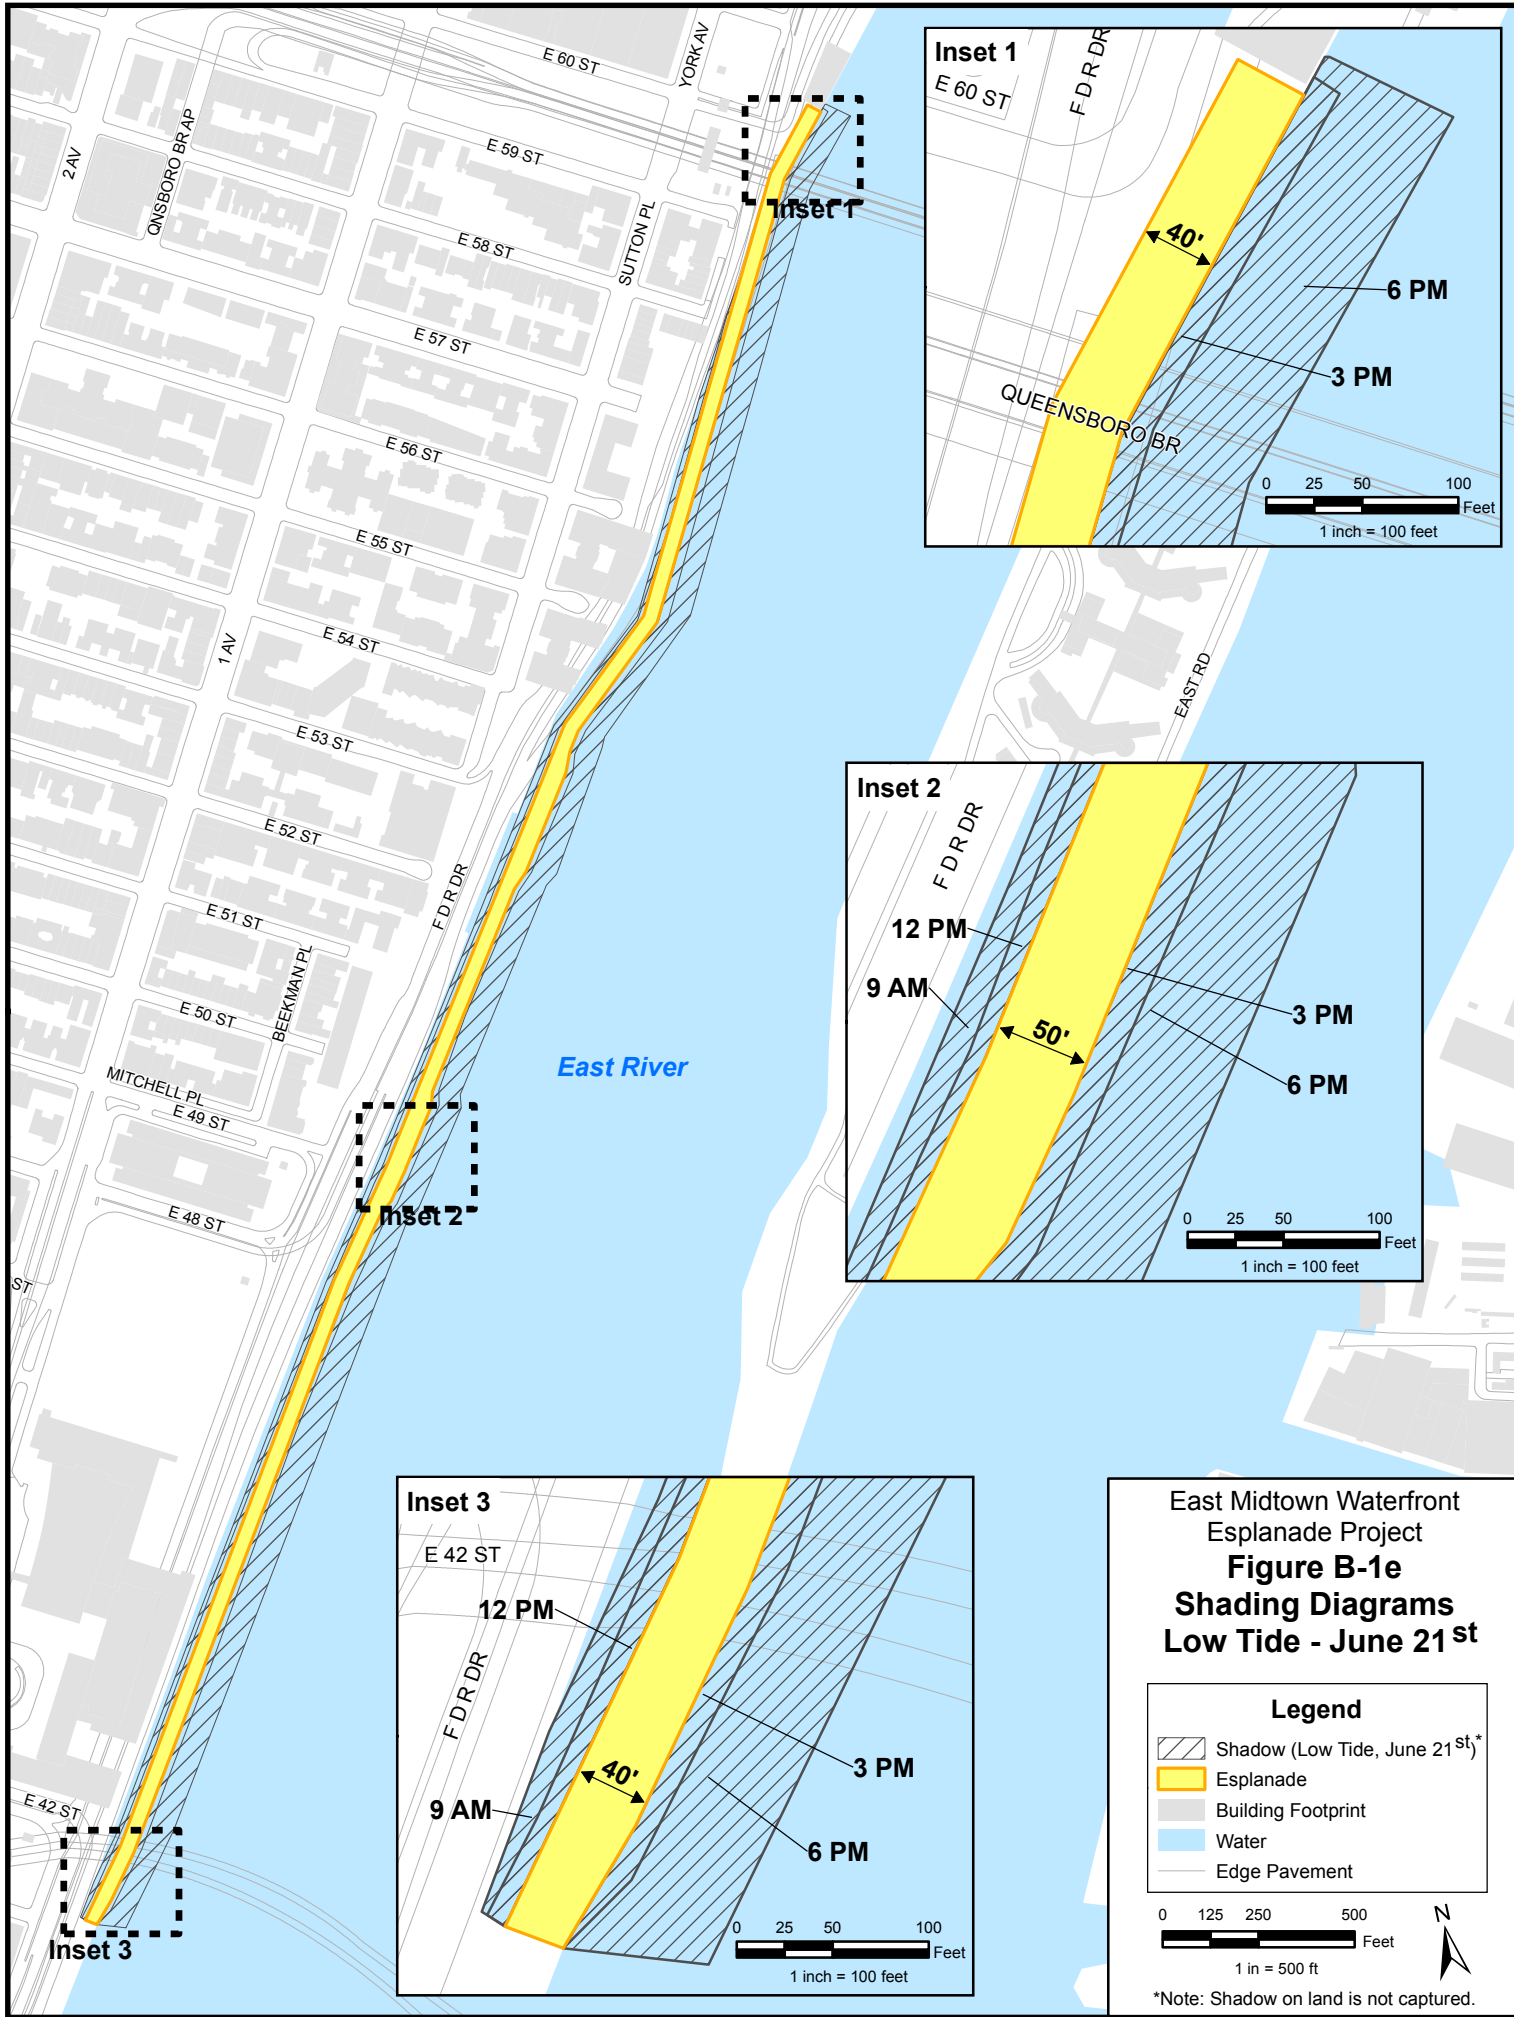 E 60 ST
YORK AV
2 AV
QNSBORO BR AP
E 59 ST
SUTTON PL
Inset 1
E 58 ST
E 57 ST
E 56 ST
E 55 ST
1 AV
E 54 ST
E 53 ST
E 52 ST
F D R DR
E 51 ST
BEEKMAN PL
E 50 ST
MITCHELL PL
E 49 ST
E 48 ST
Inset 2
ST
East River
EAST RD
E 42 ST
Inset 3
Inset 1
E 60 ST
F D R DR
40'
6 PM
3 PM
QUEENSBORO BR
0 25 50 100
Feet
1 inch = 100 feet
Inset 2
F D R DR
12 PM
9 AM
50'
3 PM
6 PM
0 25 50 100
Feet
1 inch = 100 feet
Inset 3
E 42 ST
12 PM
F D R DR
40'
3 PM
9 AM
6 PM
0 25 50 100
Feet
1 inch = 100 feet
East Midtown Waterfront
Esplanade Project
Figure B-1e
Shading Diagrams
Low Tide - June 21st
Legend
Shadow (Low Tide, June 21st)*
Esplanade
Building Footprint
Water
Edge Pavement
0 125 250 500
Feet
1 in = 500 ft
N
*Note: Shadow on land is not captured.